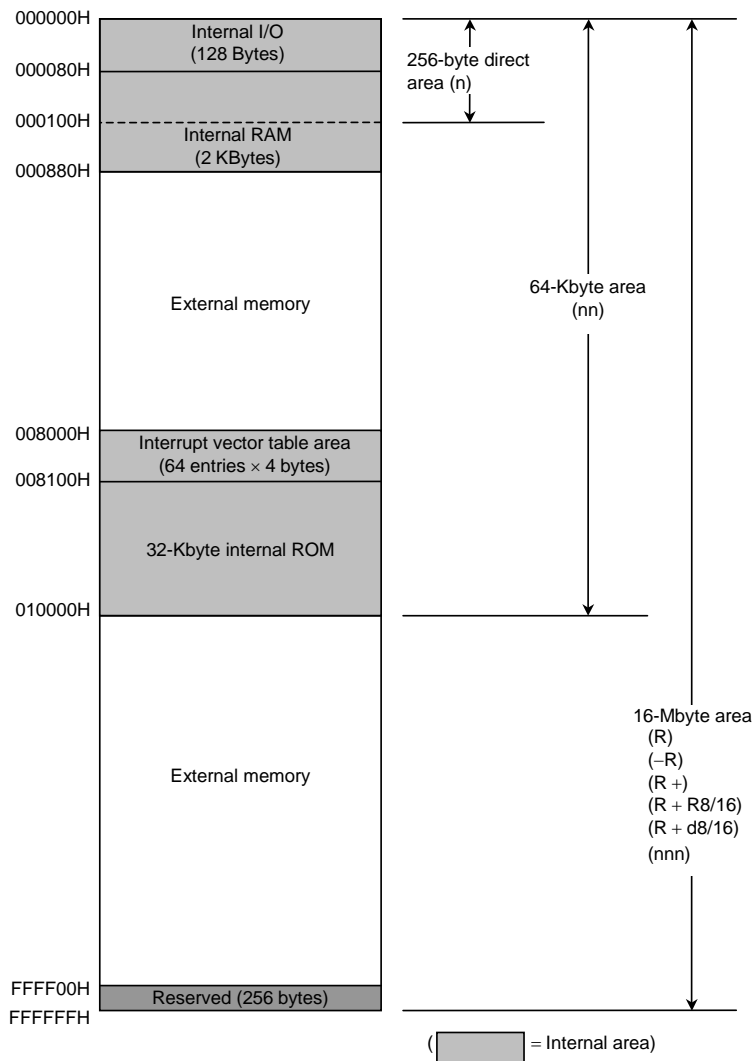 000000H
Internal I/O
(128 Bytes)
000080H
000100H
Internal RAM
(2 KBytes)
000880H
External memory
008000H
Interrupt vector table area
(64 entries × 4 bytes)
008100H
32-Kbyte internal ROM
010000H
External memory
FFFF00H
Reserved (256 bytes)
FFFFFFH
256-byte direct
area (n)
64-Kbyte area
(nn)
16-Mbyte area
(R)
(−R)
(R +)
(R + R8/16)
(R + d8/16)
(nnn)
( = Internal area)